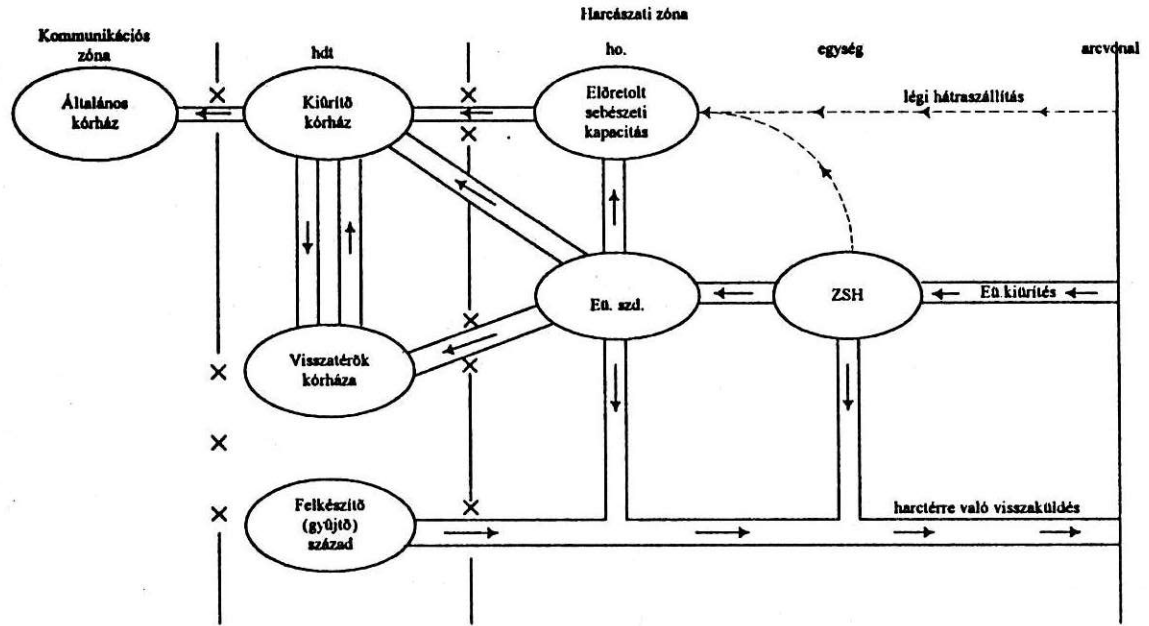 Harcászati zóna
Kommunikációs
zóna
hdt
ho.
egység
arcvonal
Általános
kórház
Kiűrítő
kórház
Előretolt
sebészeti
kapacitás
légi hátraszállítás
Eü. szd.
ZSH
Eü.kiürítés
Visszatérők
kórháza
Felkészítő
(gyűjtő)
század
harctérre való visszaküldés